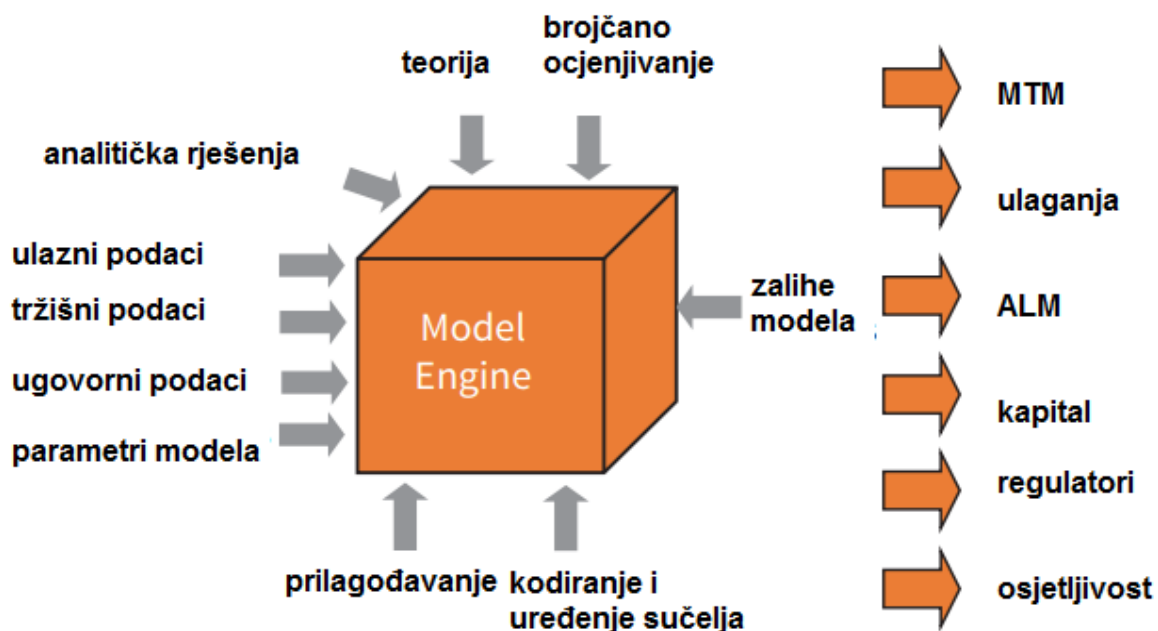 brojčano
teorija
ocjenjivanje
analitička rješenja
ulazni podaci
tržišni podaci
ugovorni podaci
parametri modela
Model
Engine
zalihe
modela
prilagođavanje
kodiranje i
uređenje sučelja
MTM
ulaganja
ALM
kapital
regulatori
osjetljivost